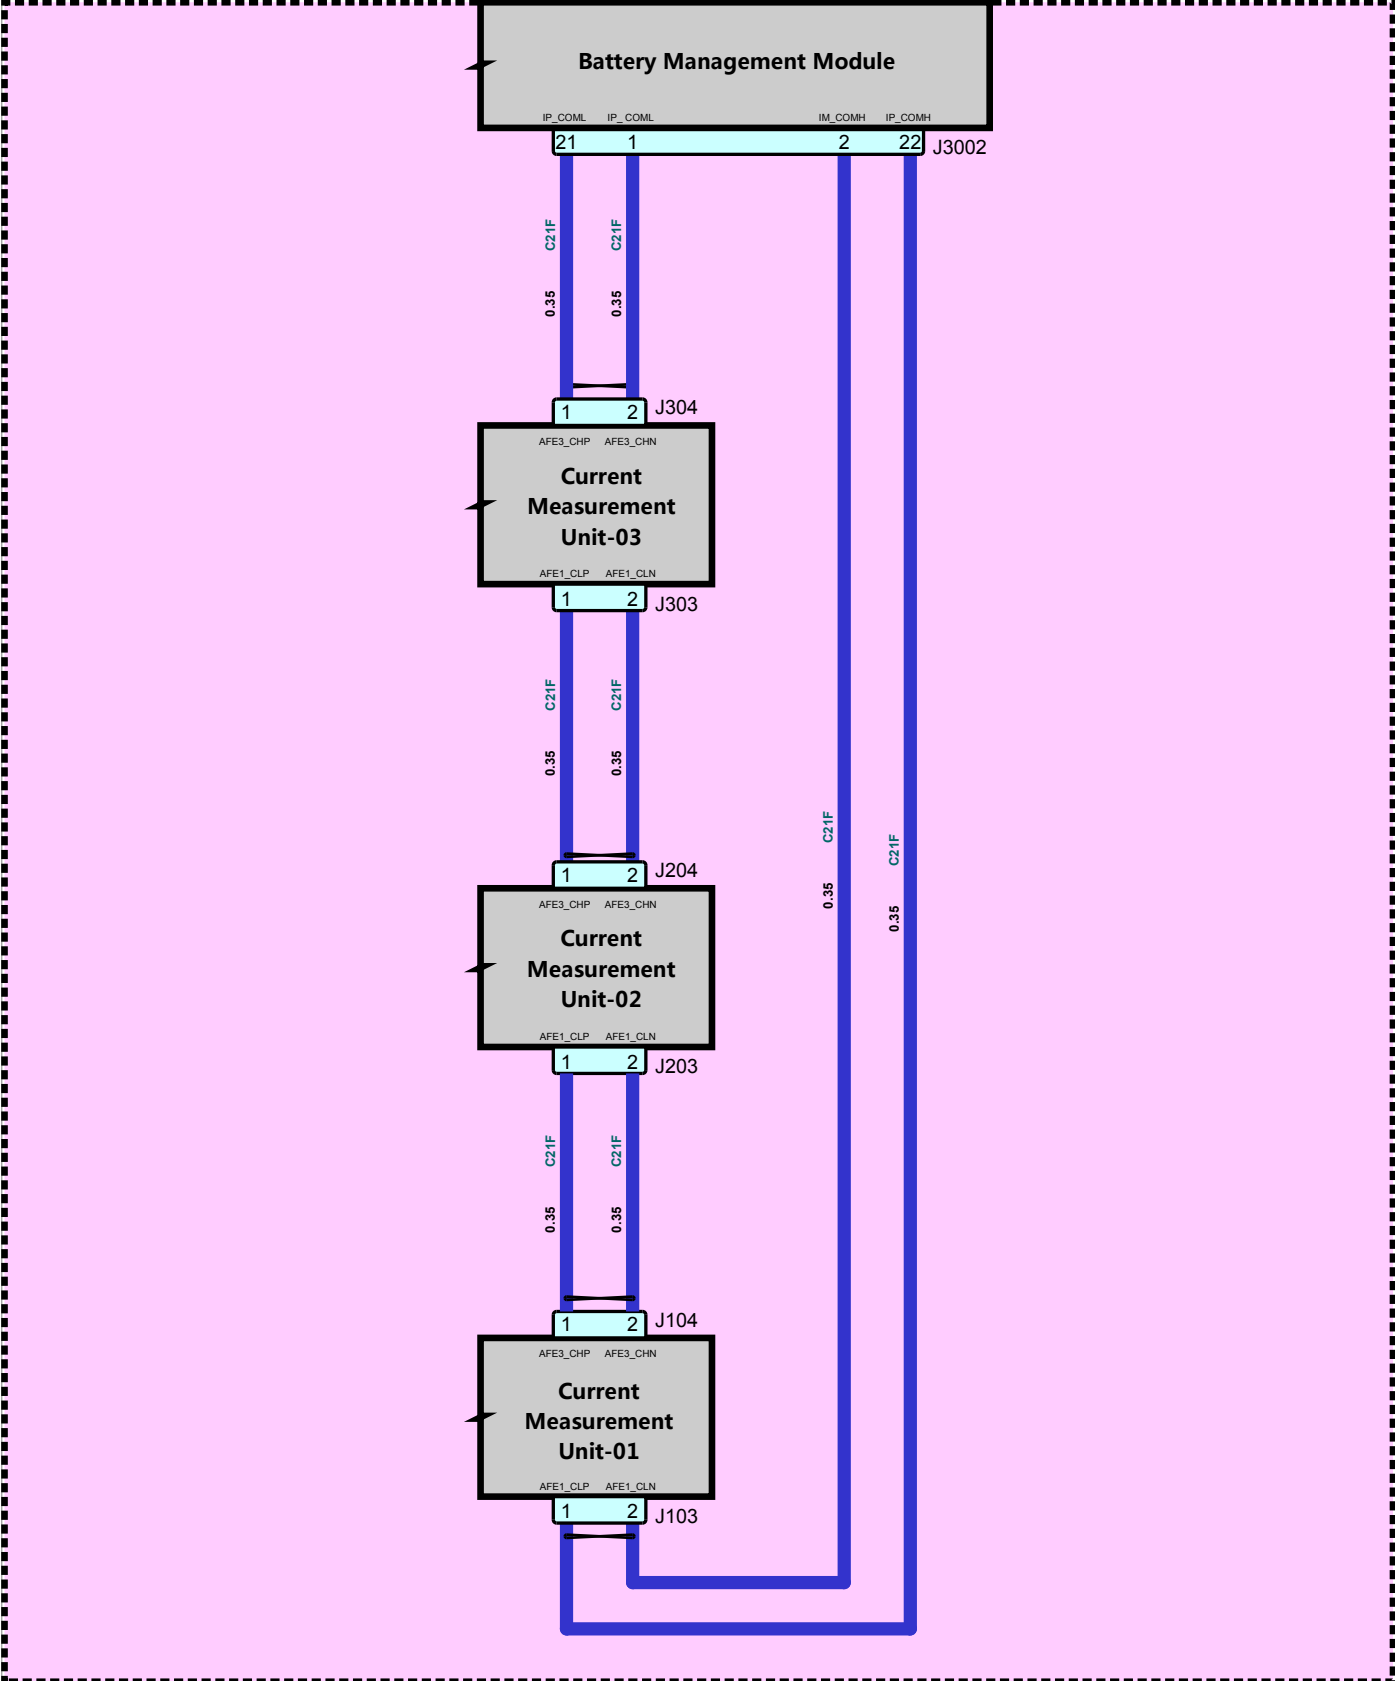 Battery Management Module
IP_COML IP_ COML IM_COMH IP_COMH
21 1 2 22 J3002
C21F C21F
0.35 0.35
1 2 J304
AFE3_CHP AFE3_CHN
Current
Measurement
Unit-03
AFE1_CLP AFE1_CLN
1 2 J303
C21F C21F
0.35 0.35
C21F C21F
0.35 0.35
1 2 J204
AFE3_CHP AFE3_CHN
Current
Measurement
Unit-02
AFE1_CLP AFE1_CLN
1 2 J203
C21F C21F
0.35 0.35
1 2 J104
AFE3_CHP AFE3_CHN
Current
Measurement
Unit-01
AFE1_CLP AFE1_CLN
1 2 J103